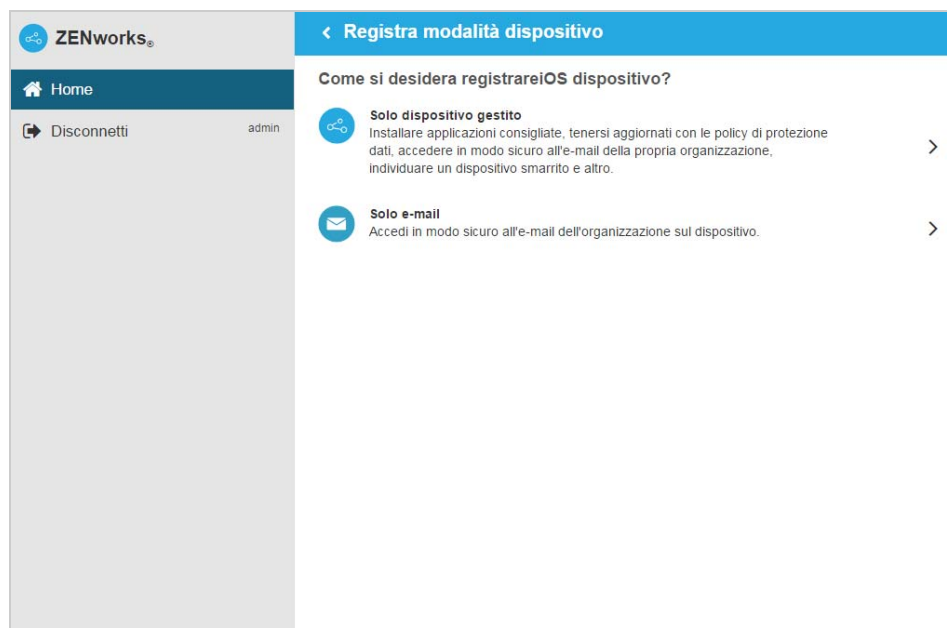 ZENworks®
Home
Disconnetti admin
Registra modalità dispositivo
Come si desidera registrareiOS dispositivo?
Solo dispositivo gestito
Installare applicazioni consigliate, tenersi aggiornati con le policy di protezione
dati, accedere in modo sicuro all'e-mail della propria organizzazione,
individuare un dispositivo smarrito e altro.
Solo e-mail
Accedi in modo sicuro all'e-mail dell'organizzazione sul dispositivo.